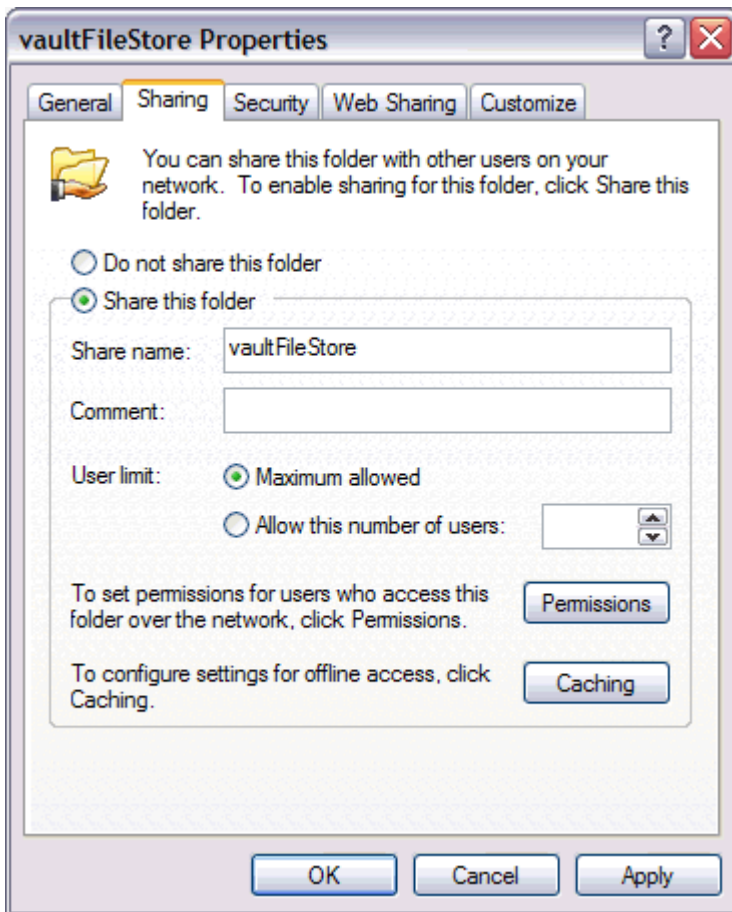 vaultFileStore Properties
?
General Sharing Security Web Sharing Customize
You can share this folder with other users on your
network. To enable sharing for this folder, click Share this
folder.
Do not share this folder
Share this folder
Share name: vaultFileStore
Comment:
User limit: Maximum allowed
Allow this number of users:
To set permissions for users who access this
folder over the network, click Permissions.
Permissions
To configure settings for offline access, click
Caching.
Caching
OK Cancel Apply